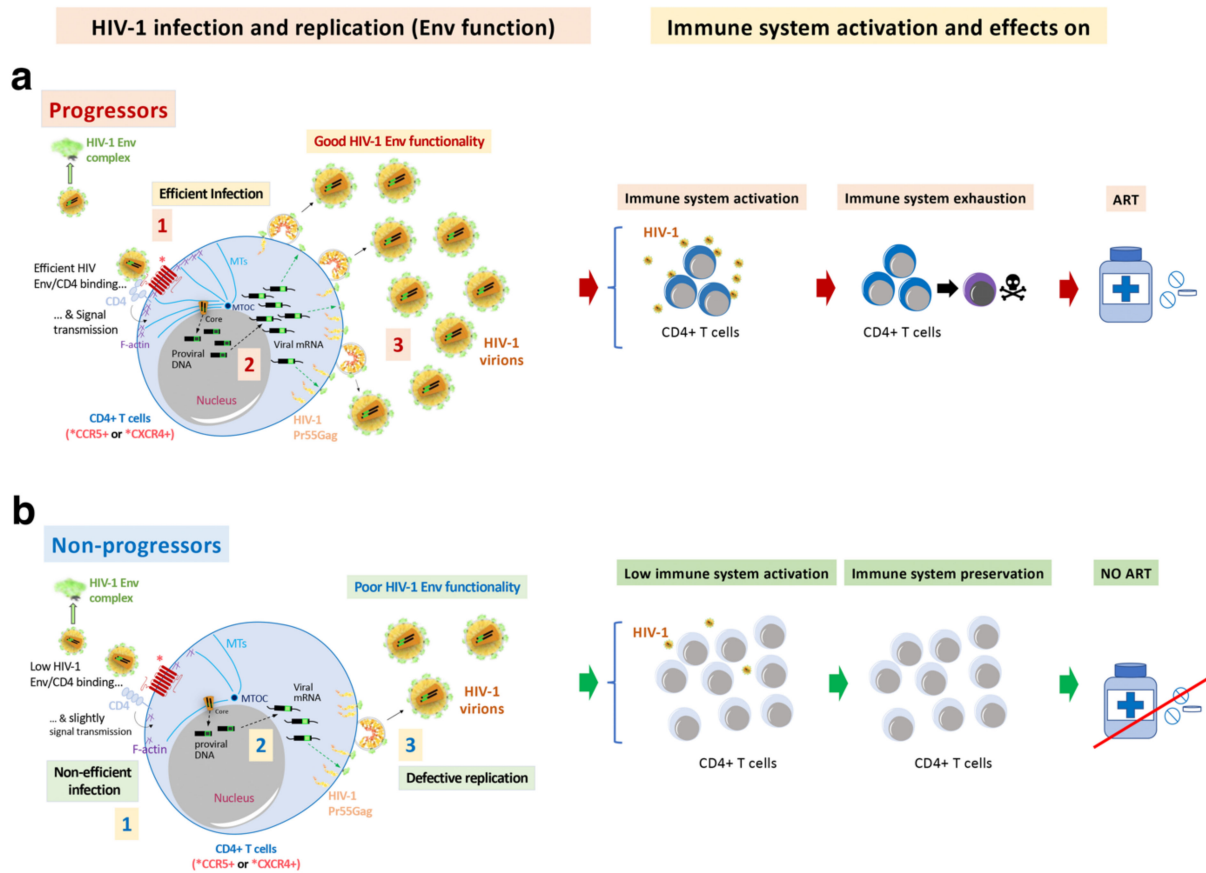 HIV-1 infection and replication (Env function)
Immune system activation and effects on
a
Progressors
HIV-1 Env
complex
Good HIV-1 Env functionality
Efficient Infection
1
Efficient HIV
Env/CD4 binding...
CD4
... & Signal
transmission
F-actin
*
MTs
MTOC
Core
Proviral
DNA
2
Viral mRNA
Nucleus
3
HIV-1
virions
HIV-1
Pr55Gag
CD4+ T cells
(*CCR5+ or *CXCR4+)
Immune system activation
HIV-1
CD4+ T cells
Immune system exhaustion
CD4+ T cells
ART
b
Non-progressors
HIV-1 Env
complex
Poor HIV-1 Env functionality
Low HIV-1
Env/CD4 binding...
CD4
... & slightly
signal transmission
F-actin
*
MTs
MTOC
Core
Viral
mRNA
proviral
DNA
2
Nucleus
HIV-1
virions
3
Defective replication
Non-efficient
infection
1
HIV-1
Pr55Gag
CD4+ T cells
(*CCR5+ or *CXCR4+)
Low immune system activation
HIV-1
CD4+ T cells
Immune system preservation
CD4+ T cells
NO ART